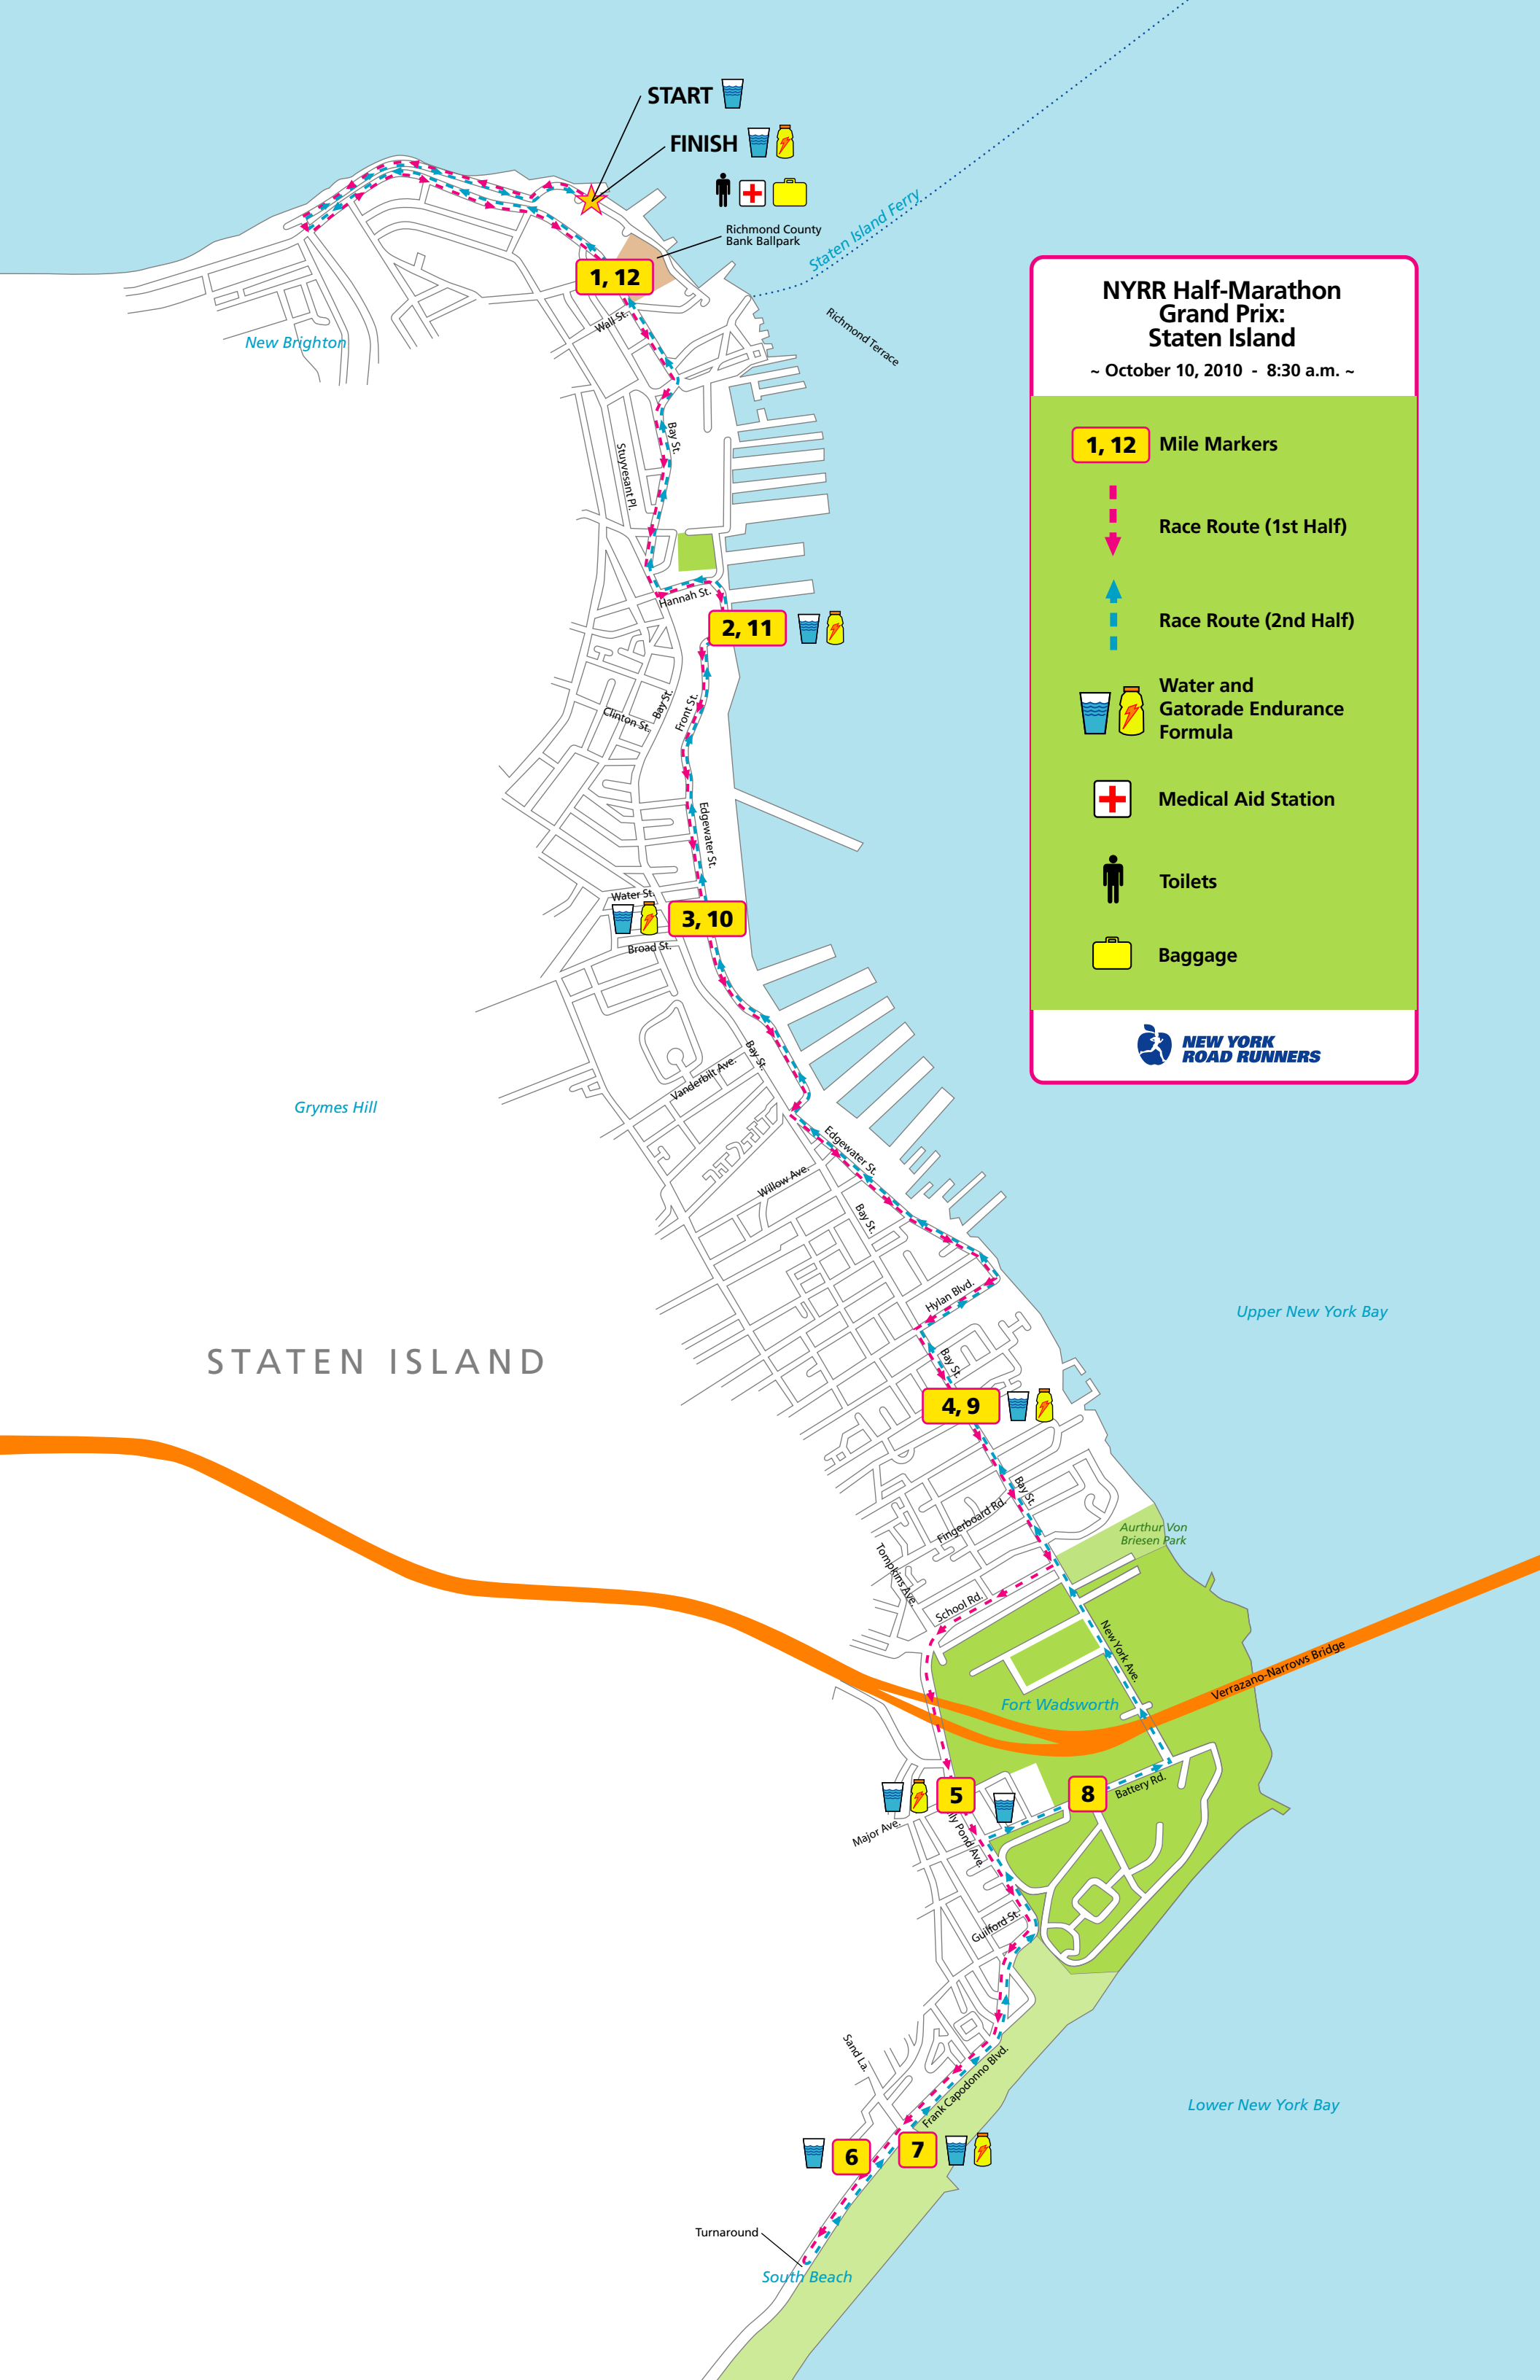 START
FINISH
Richmond County
Bank Ballpark
Staten Island Ferry
1, 12
Wall St.
New Brighton
Richmond Terrace
NYRR Half-Marathon
Grand Prix:
Staten Island
~ October 10, 2010 - 8:30 a.m. ~
1, 12 Mile Markers
Race Route (1st Half)
Race Route (2nd Half)
Water and
Gatorade Endurance
Formula
Medical Aid Station
Toilets
Baggage
NEW YORK
ROAD RUNNERS
Bay St.
Stuyvesant Pl.
Hannah St.
2, 11
Bay St.
Front St.
Clinton St.
Edgewater St.
Water St.
3, 10
Broad St.
Bay St.
Vanderbilt Ave.
Grymes Hill
Edgewater St.
Willow Ave.
Bay St.
Hylan Blvd.
Upper New York Bay
STATEN ISLAND
Bay St.
4, 9
Bay St.
Fingerboard Rd.
Aurthur Von
Briesen Park
Tompkins Ave.
School Rd.
New York Ave.
Verrazano-Narrows Bridge
Fort Wadsworth
5
8
Battery Rd.
Major Ave.
lly Pond Ave.
Guilford St.
Sand La.
Frank Capodonno Blvd.
Lower New York Bay
6
7
Turnaround
South Beach